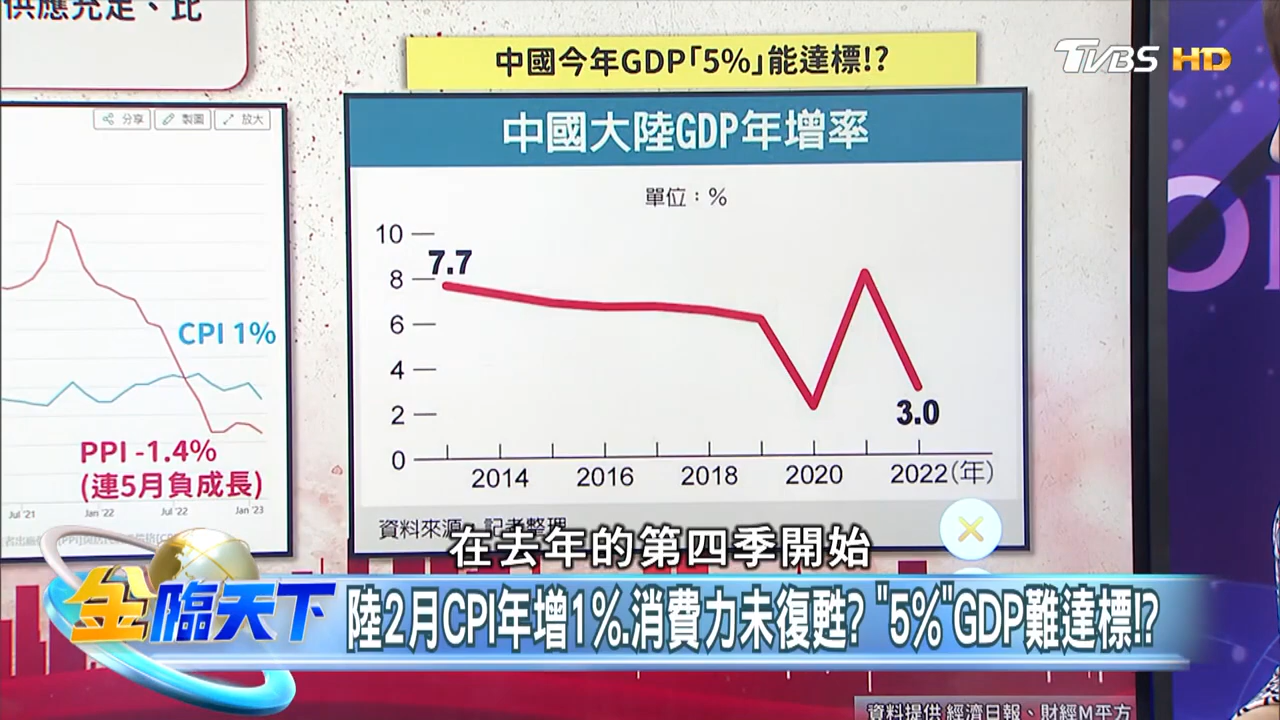 供應充足、比
TVBS HD
中國今年GDP「5%」能達標!?
分享 製圖 放大
中國大陸GDP年增率
單位：%
10
8
6
4
2
0
7.7
3.0
2014 2016 2018 2020 2022(年)
CPI 1%
PPI -1.4%
(連5月負成長)
Jul '21 Jan '22 Jul '22 Jan '23
資料來源：記者整理
在去年的第四季開始
金臨天下
陸2月CPI年增1%.消費力未復甦? "5%"GDP難達標!?
資料提供 經濟日報、財經M平方